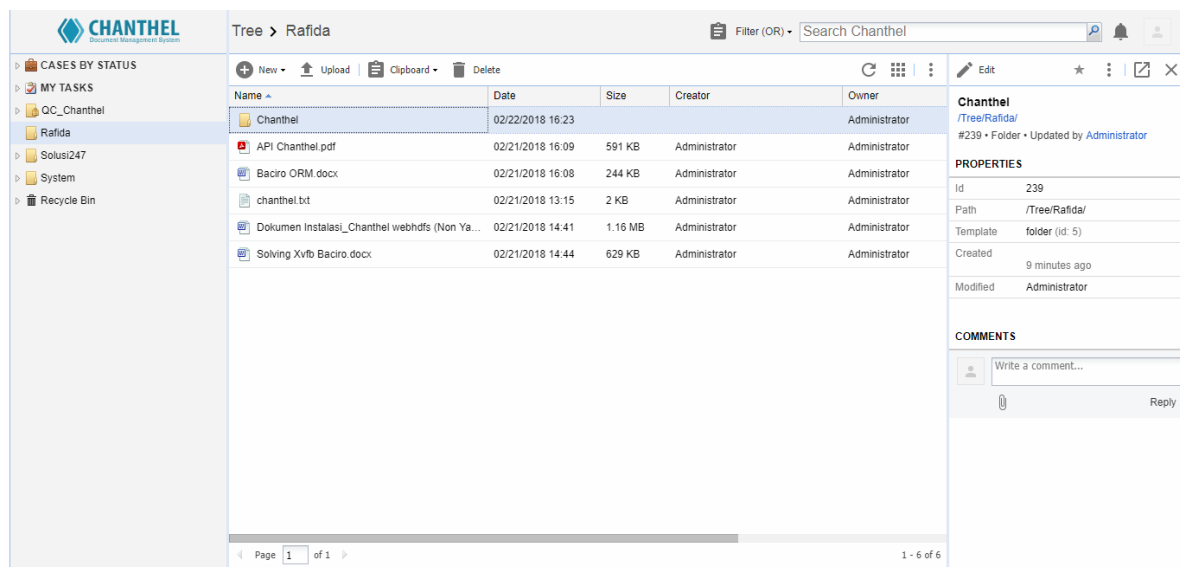 CHANTHEL
Document Management System
Tree > Rafida
Filter (OR)
Search Chanthel
CASES BY STATUS
MY TASKS
QC_Chanthel
Rafida
Solusi247
System
Recycle Bin
New Upload Clipboard Delete
Name Date Size Creator Owner
Chanthel 02/22/2018 16:23 Administrator
API Chanthel.pdf 02/21/2018 16:09 591 KB Administrator Administrator
Baciro ORM.docx 02/21/2018 16:08 244 KB Administrator Administrator
chanthel.txt 02/21/2018 13:15 2 KB Administrator Administrator
Dokumen Instalasi_Chanthel webhdfs (Non Ya... 02/21/2018 14:41 1.16 MB Administrator Administrator
Solving Xvfb Baciro.docx 02/21/2018 14:44 629 KB Administrator Administrator
Page 1 of 1
1 - 6 of 6
Edit
Chanthel
/Tree/Rafida/
#239 • Folder • Updated by Administrator
PROPERTIES
Id 239
Path /Tree/Rafida/
Template folder (id: 5)
Created
9 minutes ago
Modified Administrator
COMMENTS
Write a comment...
Reply